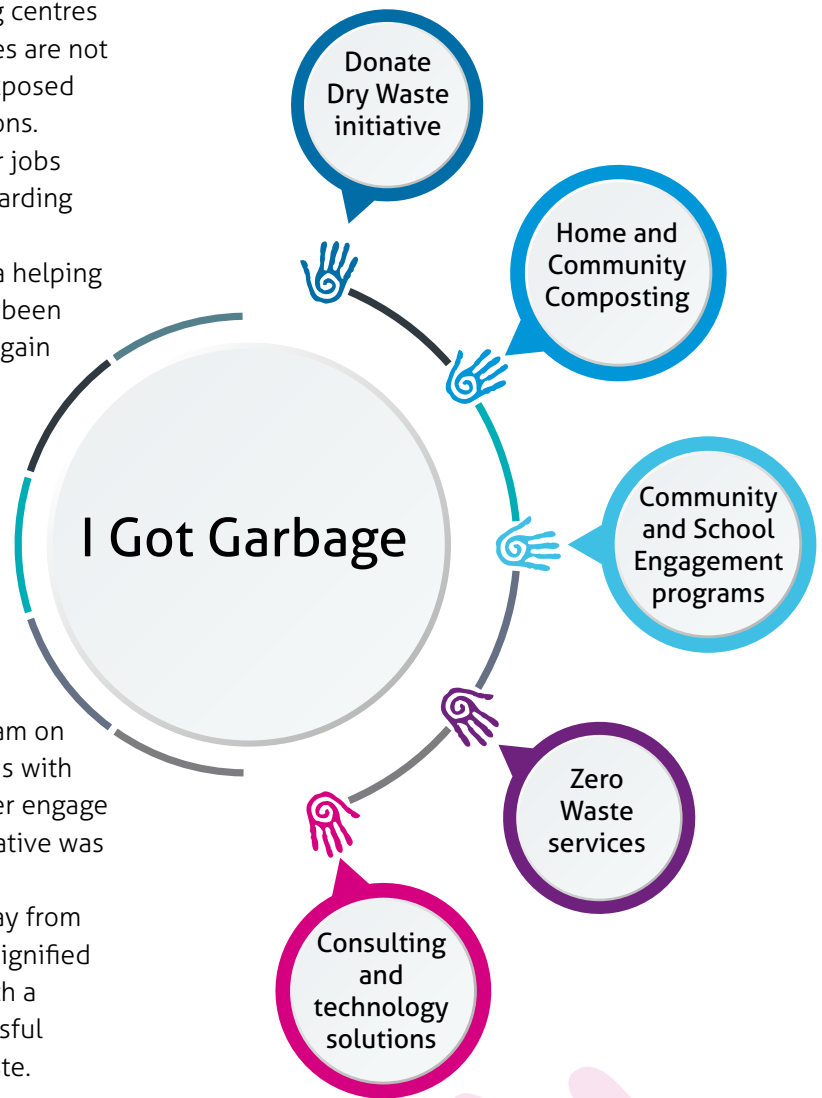 g centres
es are not
posed
ons.
r jobs
arding
a helping
been
gain
am on
s with
er engage
ative was
ay from
ignified
h a
sful
te.
I Got Garbage
Donate
Dry Waste
initiative
Home and
Community
Composting
Community
and School
Engagement
programs
Zero
Waste
services
Consulting
and
technology
solutions